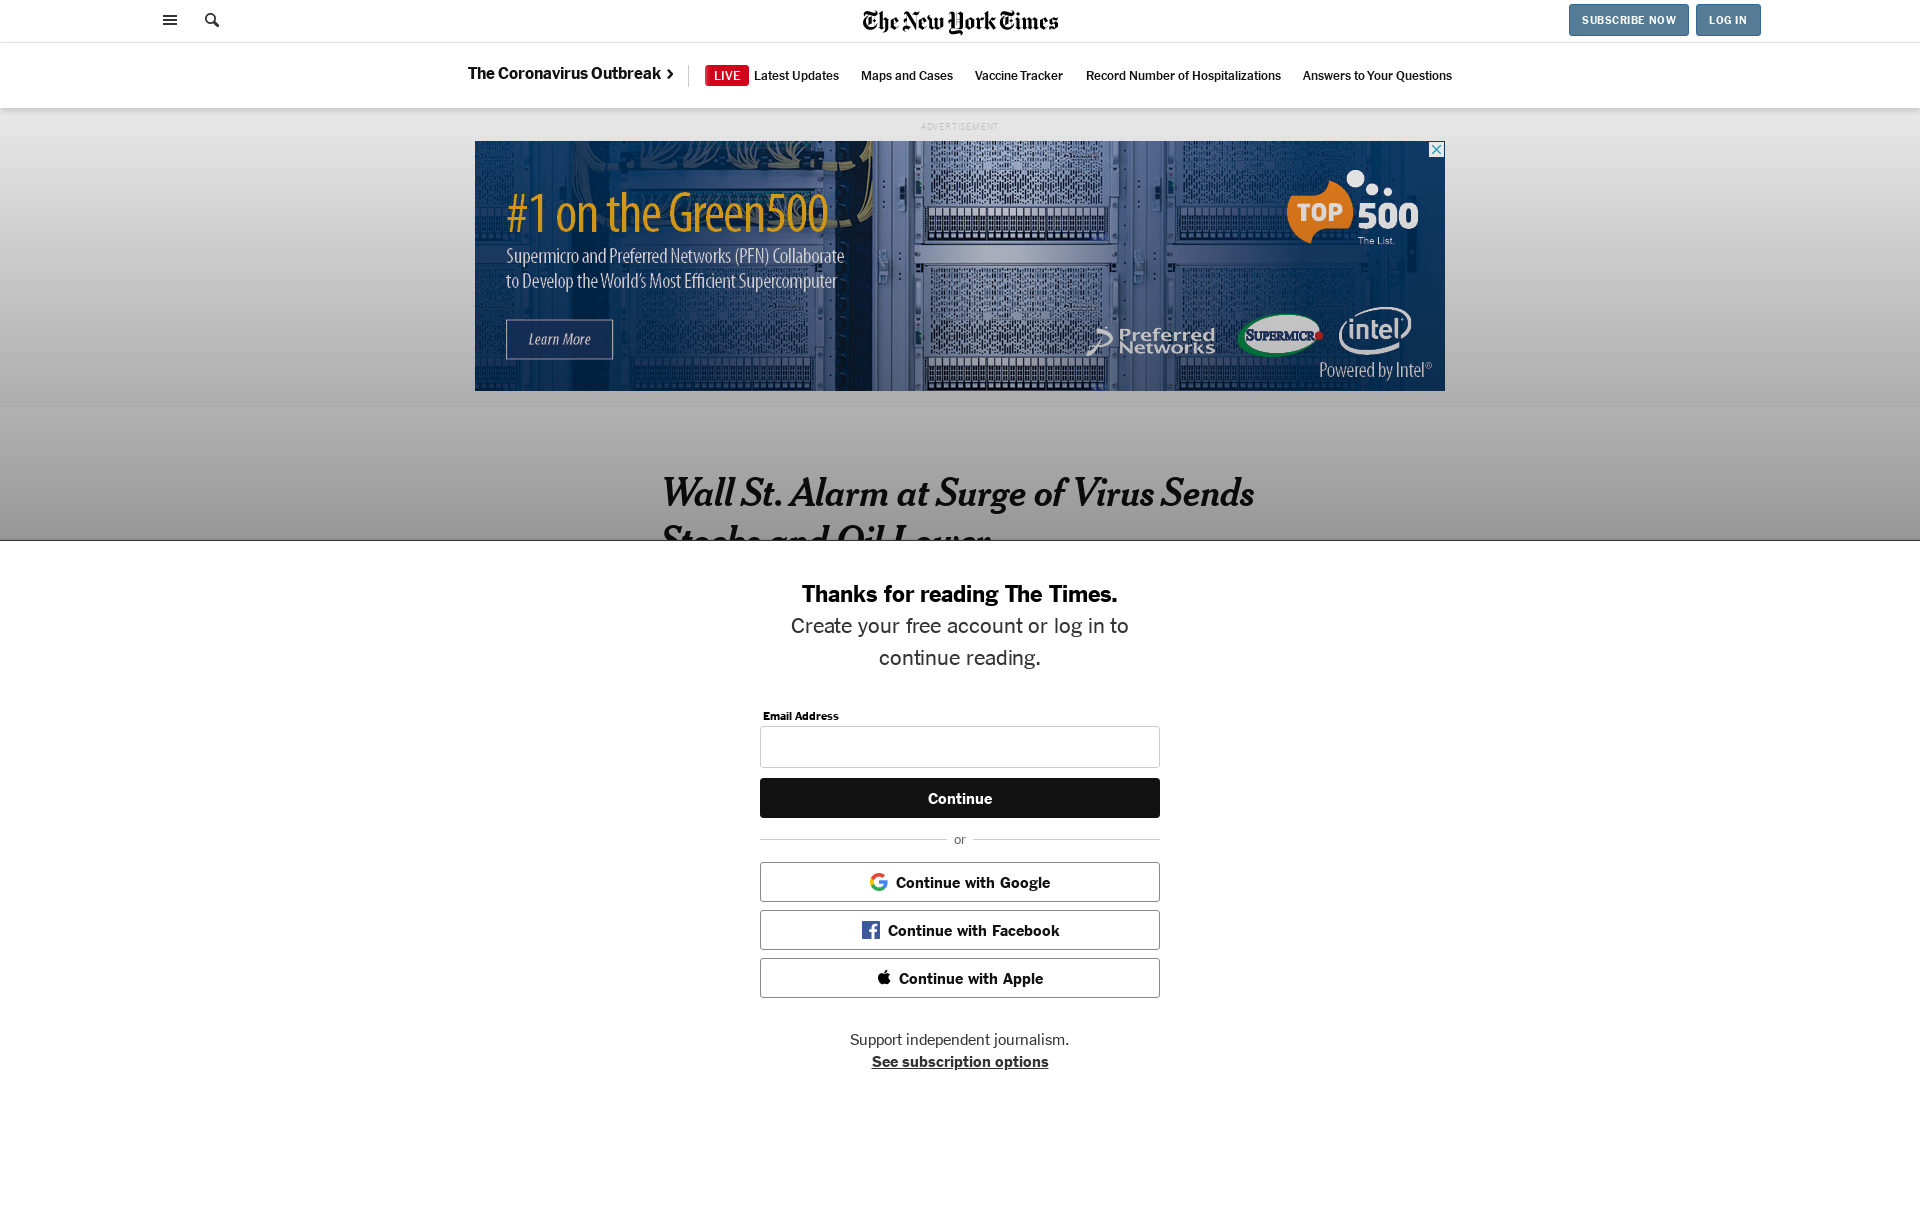 The New York Times
SUBSCRIBE NOW
LOG IN
The Coronavirus Outbreak
LIVE Latest Updates
Maps and Cases
Vaccine Tracker
Record Number of Hospitalizations
Answers to Your Questions
ADVERTISEMENT
#1 on the Green500
Supermicro and Preferred Networks (PFN) Collaborate
to Develop the World's Most Efficient Supercomputer
Learn More
TOP 500
The List.
Preferred
Networks
SUPERMICR
intel
Powered by Intel®
Wall St. Alarm at Surge of Virus Sends
Stocks and Oil Lower
Thanks for reading The Times.
Create your free account or log in to
continue reading.
Email Address
Continue
or
Continue with Google
Continue with Facebook
Continue with Apple
Support independent journalism.
See subscription options